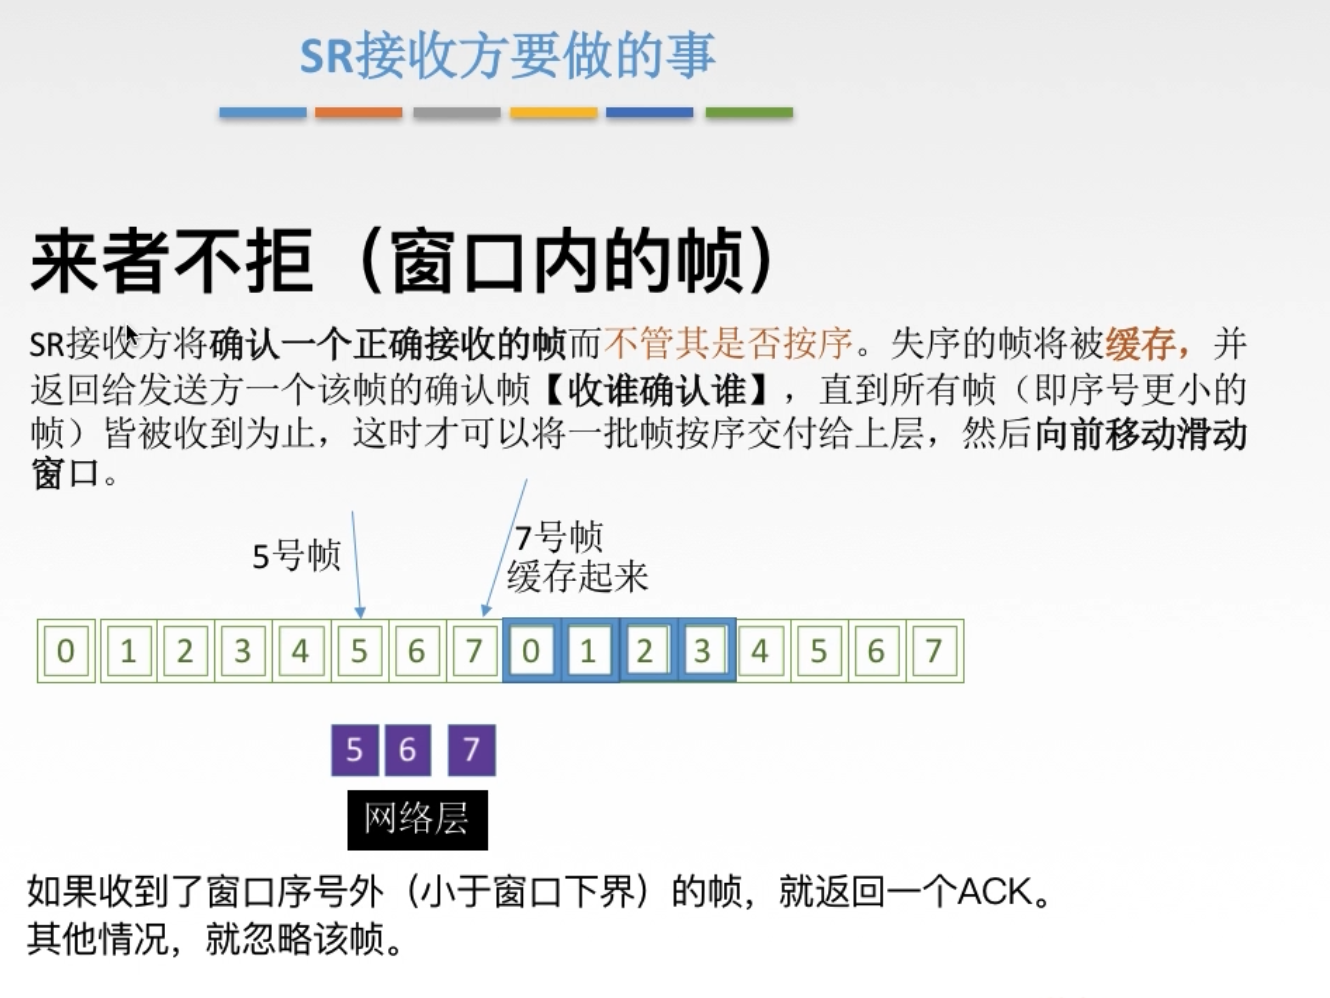 SR接收方要做的事
来者不拒（窗口内的帧）
SR接收方将确认一个正确接收的帧而不管其是否按序。失序的帧将被缓存，并
返回给发送方一个该帧的确认帧【收谁确认谁】，直到所有帧（即序号更小的
帧）皆被收到为止，这时才可以将一批帧按序交付给上层，然后向前移动滑动
窗口。
5号帧
7号帧
缓存起来
0 1 2 3 4 5 6 7 0 1 2 3 4 5 6 7
5 6 7
网络层
如果收到了窗口序号外（小于窗口下界）的帧，就返回一个ACK。
其他情况，就忽略该帧。